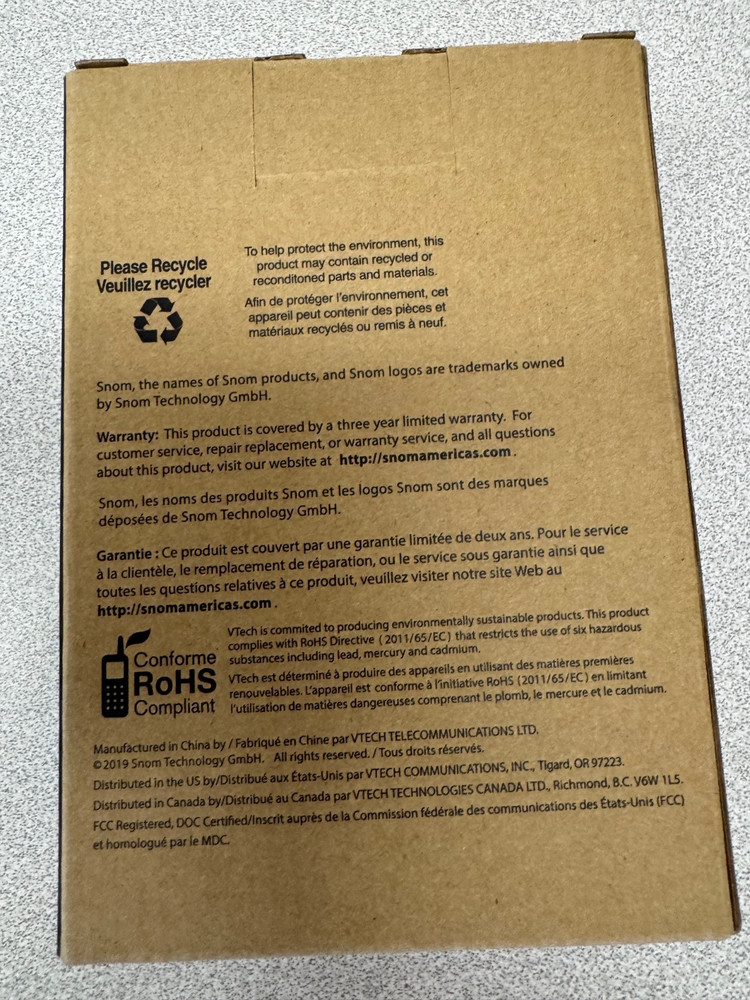 Please Recycle
Veuillez recycler
To help protect the environment, this
product may contain recycled or
reconditoned parts and materials.
Afin de protéger l'environnement, cet
appareil peut contenir des pièces et
matériaux recyclés ou remis à neuf.
Snom, the names of Snom products, and Snom logos are trademarks owned
by Snom Technology GmbH.
Warranty: This product is covered by a three year limited warranty. For
customer service, repair replacement, or warranty service, and all questions
about this product, visit our website at http://snomamericas.com.
Snom, les noms des produits Snom et les logos Snom sont des marques
déposées de Snom Technology GmbH.
Garantie : Ce produit est couvert par une garantie limitée de deux ans. Pour le service
à la clientèle, le remplacement de réparation, ou le service sous garantie ainsi que
toutes les questions relatives à ce produit, veuillez visiter notre site Web au
http://snomamericas.com.
Conforme
RoHS
Compliant
VTech is commited to producing environmentally sustainable products. This product
complies with RoHS Directive (2011/65/EC) that restricts the use of six hazardous
substances including lead, mercury and cadmium.
VTech est déterminé à produire des appareils en utilisant des matières premières
renouvelables. L'appareil est conforme à l'initiative RoHS (2011/65/EC) en limitant
l'utilisation de matières dangereuses comprenant le plomb, le mercure et le cadmium.
Manufactured in China by / Fabriqué en Chine par VTECH TELECOMMUNICATIONS LTD.
©2019 Snom Technology GmbH. All rights reserved. / Tous droits réservés.
Distributed in the US by/Distribué aux États-Unis par VTECH COMMUNICATIONS, INC., Tigard, OR 97223.
Distributed in Canada by/Distribué au Canada par VTECH TECHNOLOGIES CANADA LTD., Richmond, B.C. V6W 1L5.
FCC Registered, DOC Certified/Inscrit auprès de la Commission fédérale des communications des États-Unis (FCC)
et homologué par le MDC.